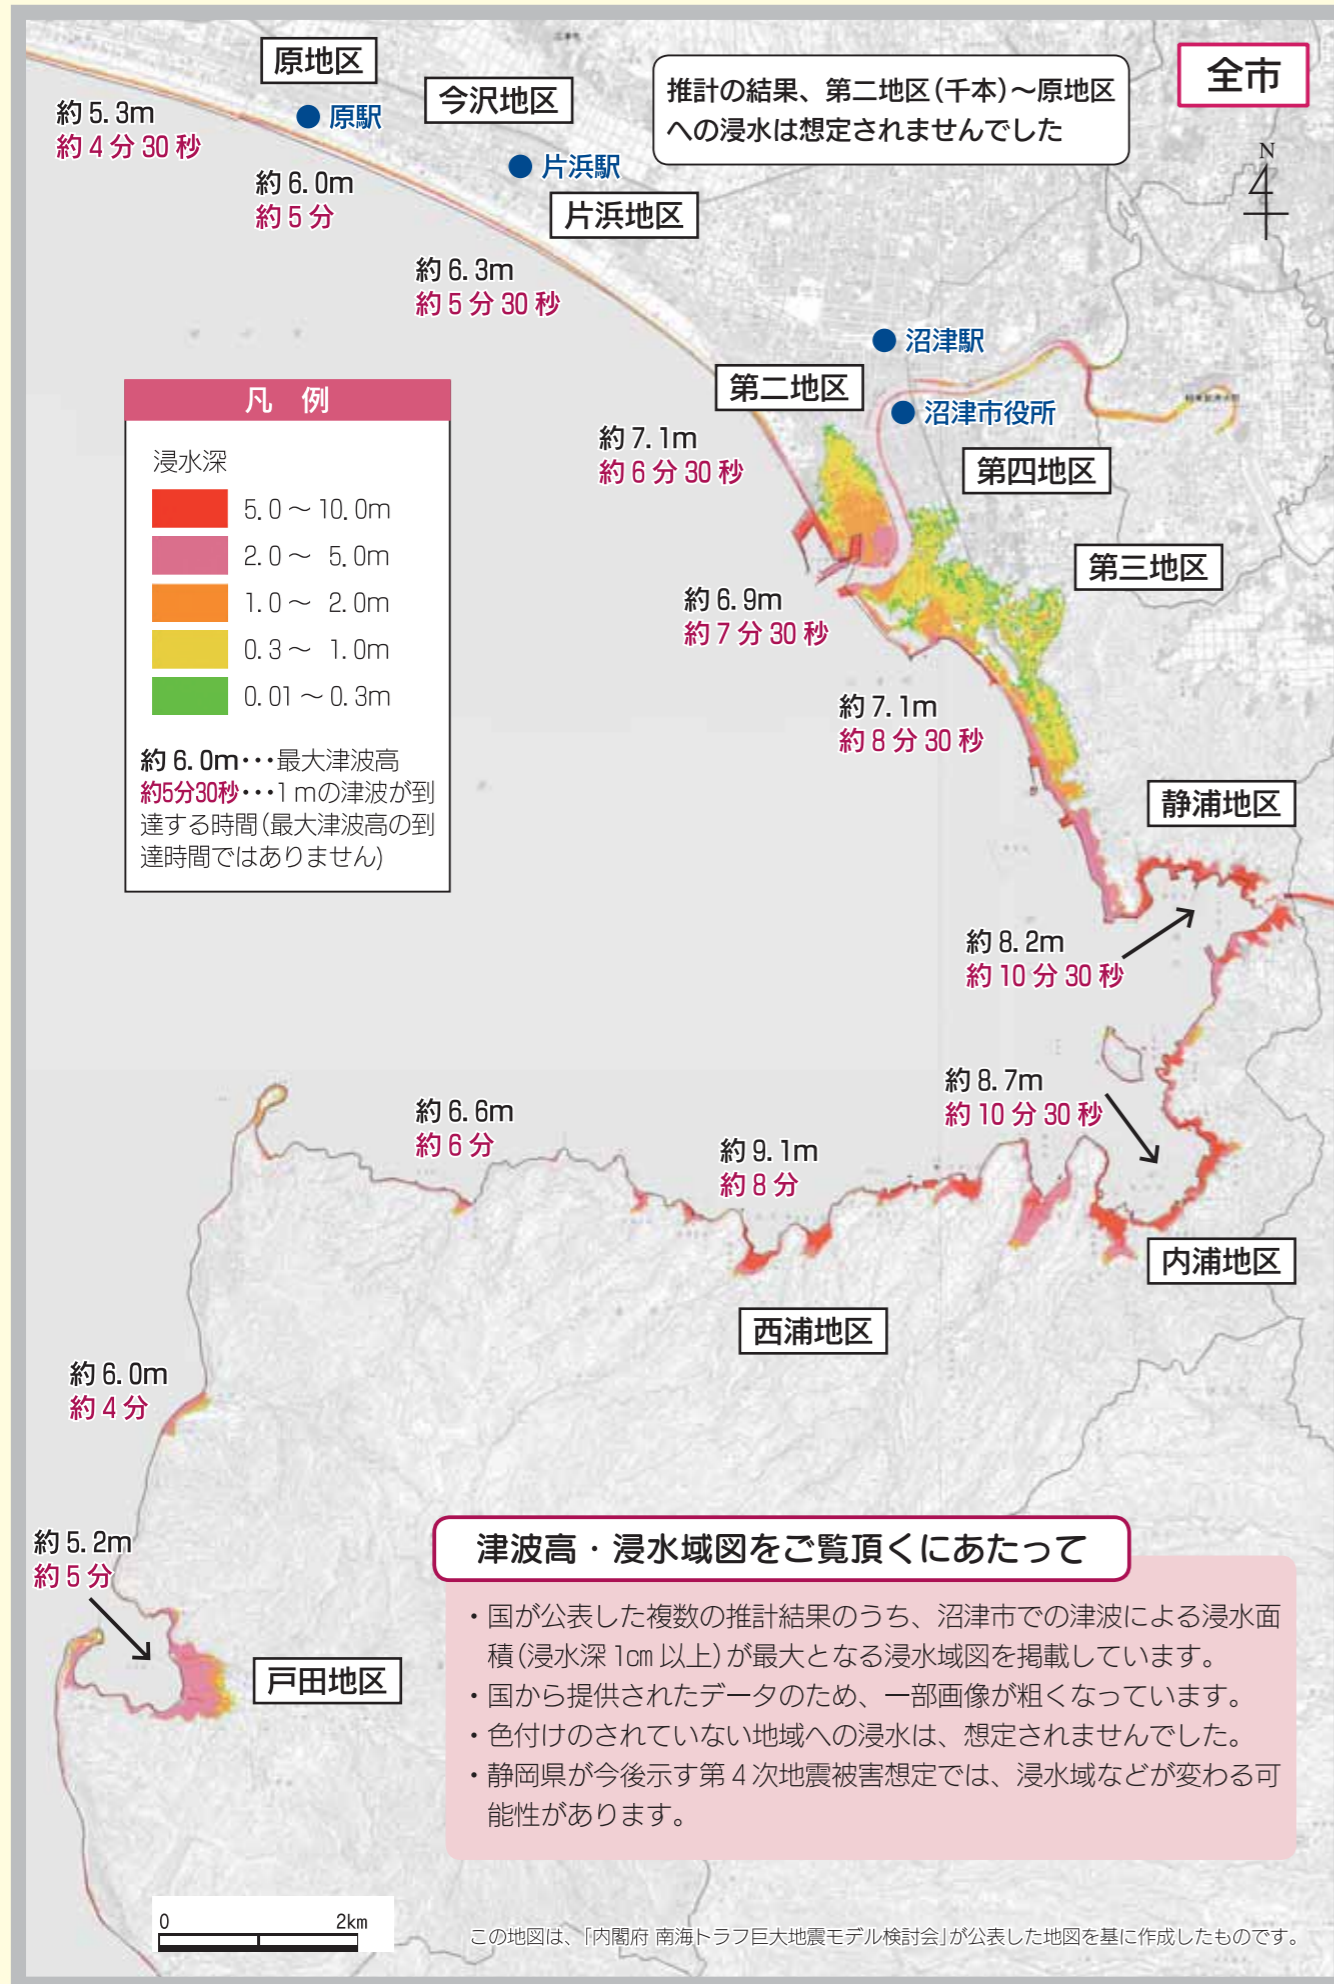 全市
原地区
今沢地区
推計の結果、第二地区(千本)～原地区
への浸水は想定されませんでした
約5.3m
約4分30秒
原駅
片浜駅
N
約6.0m
約5分
片浜地区
約6.3m
約5分30秒
沼津駅
第二地区
沼津市役所
約7.1m
約6分30秒
第四地区
第三地区
約6.9m
約7分30秒
約7.1m
約8分30秒
静浦地区
凡 例
浸水深
5.0～10.0m
2.0～ 5.0m
1.0～ 2.0m
0.3～ 1.0m
0.01～0.3m
約6.0m・・・最大津波高
約5分30秒・・・1mの津波が到
達する時間(最大津波高の到
達時間ではありません)
約8.2m
約10分30秒
約8.7m
約10分30秒
約6.6m
約6分
約9.1m
約8分
内浦地区
西浦地区
約6.0m
約4分
約5.2m
約5分
戸田地区
津波高・浸水域図をご覧頂くにあたって
・国が公表した複数の推計結果のうち、沼津市での津波による浸水面
積(浸水深1cm以上)が最大となる浸水域図を掲載しています。
・国から提供されたデータのため、一部画像が粗くなっています。
・色付けのされていない地域への浸水は、想定されませんでした。
・静岡県が今後示す第4次地震被害想定では、浸水域などが変わる可
能性があります。
0 2km
この地図は、「内閣府 南海トラフ巨大地震モデル検討会」が公表した地図を基に作成したものです。